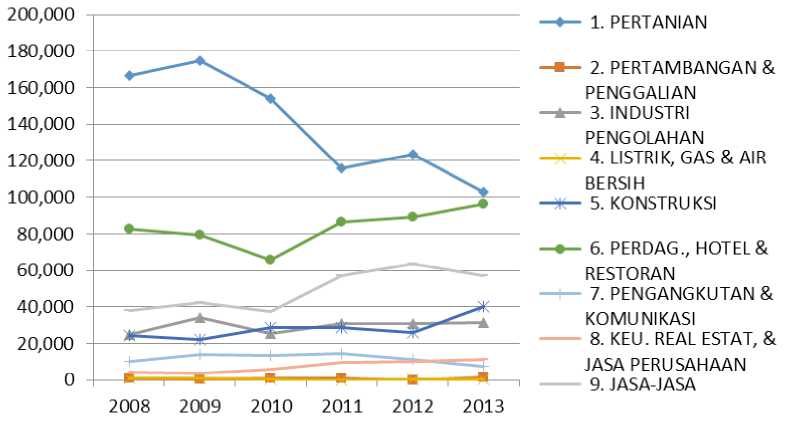 200,000
180,000
160,000
140,000
120,000
100,000
80,000
60,000
40,000
20,000
0
2008 2009 2010 2011 2012 2013
1. PERTANIAN
2. PERTAMBANGAN &
PENGGALIAN
3. INDUSTRI
PENGOLAHAN
4. LISTRIK, GAS & AIR
BERSIH
5. KONSTRUKSI
6. PERDAG., HOTEL &
RESTORAN
7. PENGANGKUTAN &
KOMUNIKASI
8. KEU. REAL ESTAT, &
JASA PERUSAHAAN
9. JASA-JASA